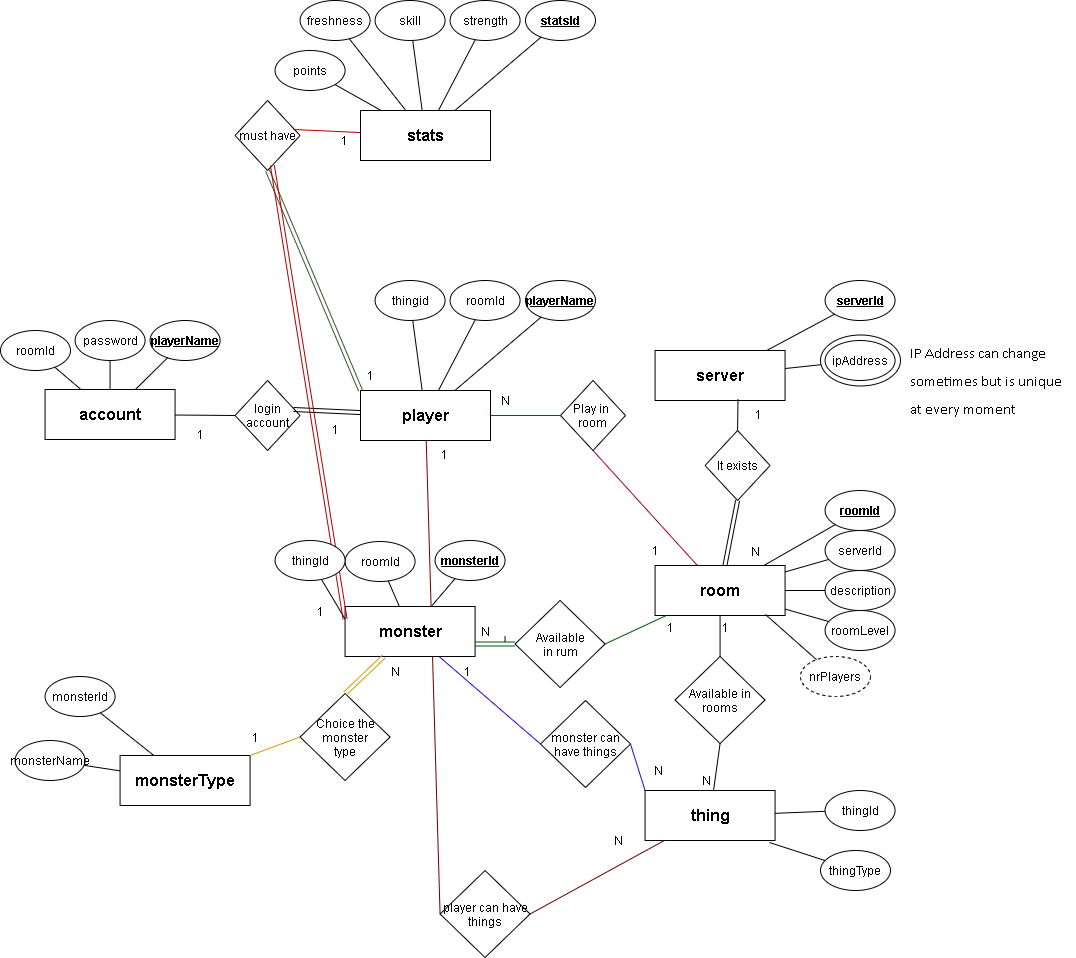 freshness
skill
strength
statsId
points
stats
must have
1
thingid
roomId
playerName
serverId
roomId
password
playerName
ipAddress
IP Address can change
sometimes but is unique
at every moment
server
1
account
login
account
player
N
Play in
room
1
1
1
1
It exists
roomId
serverId
description
roomLevel
nrPlayers
1
N
room
thingId
roomId
monsterId
1
monster
N
Available
in rum
1
1
Available in
rooms
N
1
monsterId
monsterName
monsterType
1
Choice the
monster
type
monster can
have things
N
N
thing
thingId
thingType
N
player can have
things